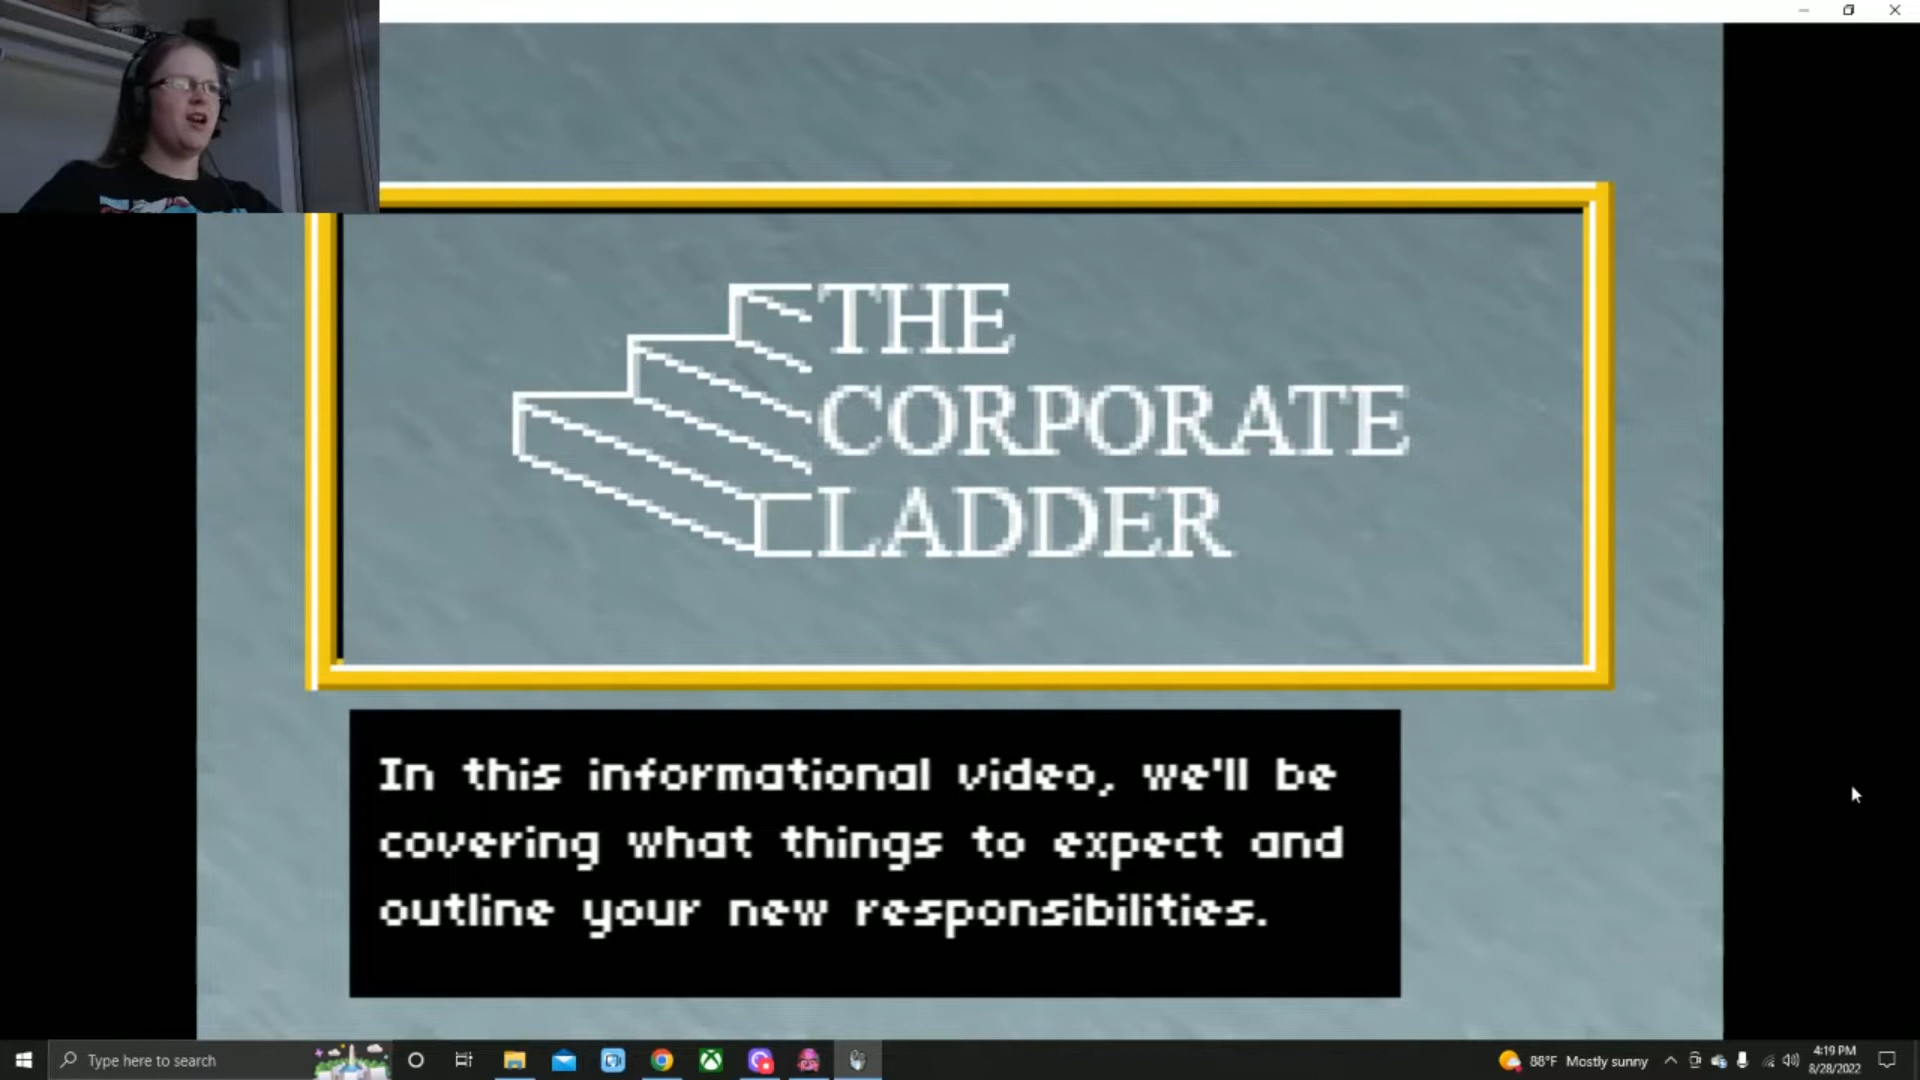 THE
CORPORATE
LADDER
In this informational video, we'll be
covering what things to expect and
outline your new responsibilities.
Type here to search
88°F Mostly sunny
4:19 PM
8/28/2022